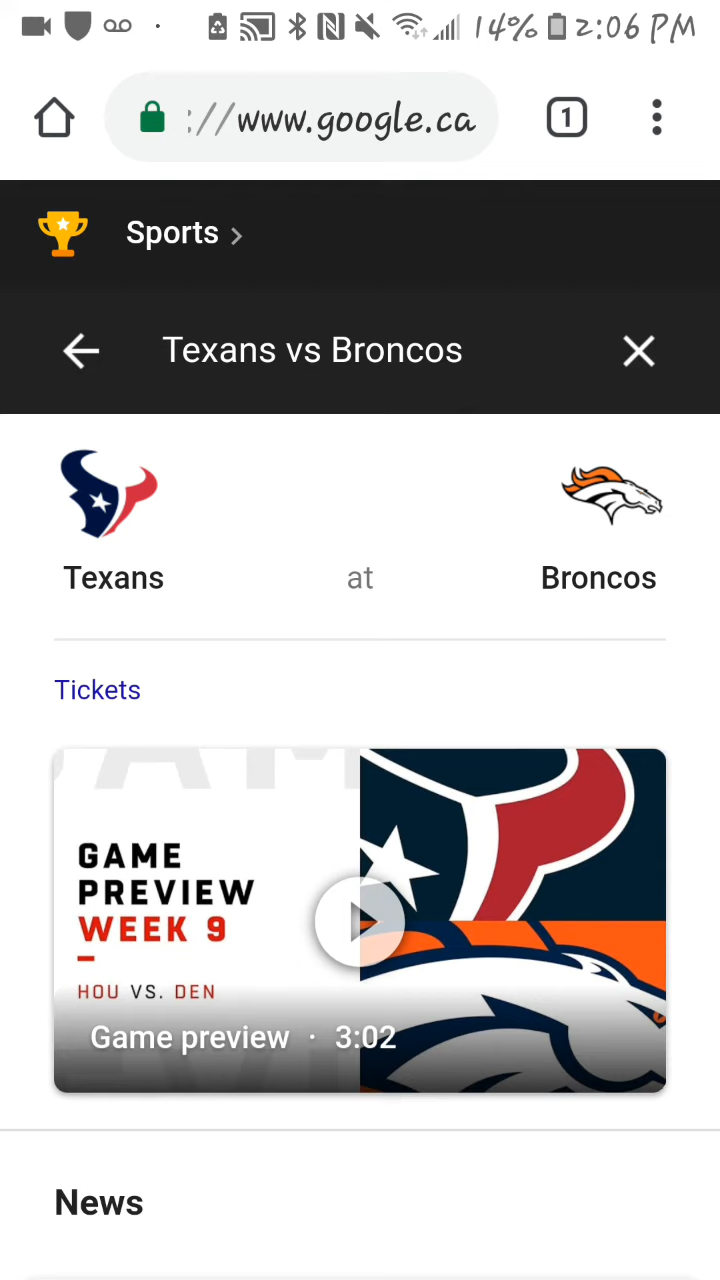 14% 2:06 PM
://www.google.ca
1
Sports
Texans vs Broncos
Texans at Broncos
Tickets
GAME
PREVIEW
WEEK 9
HOU VS. DEN
Game preview · 3:02
News